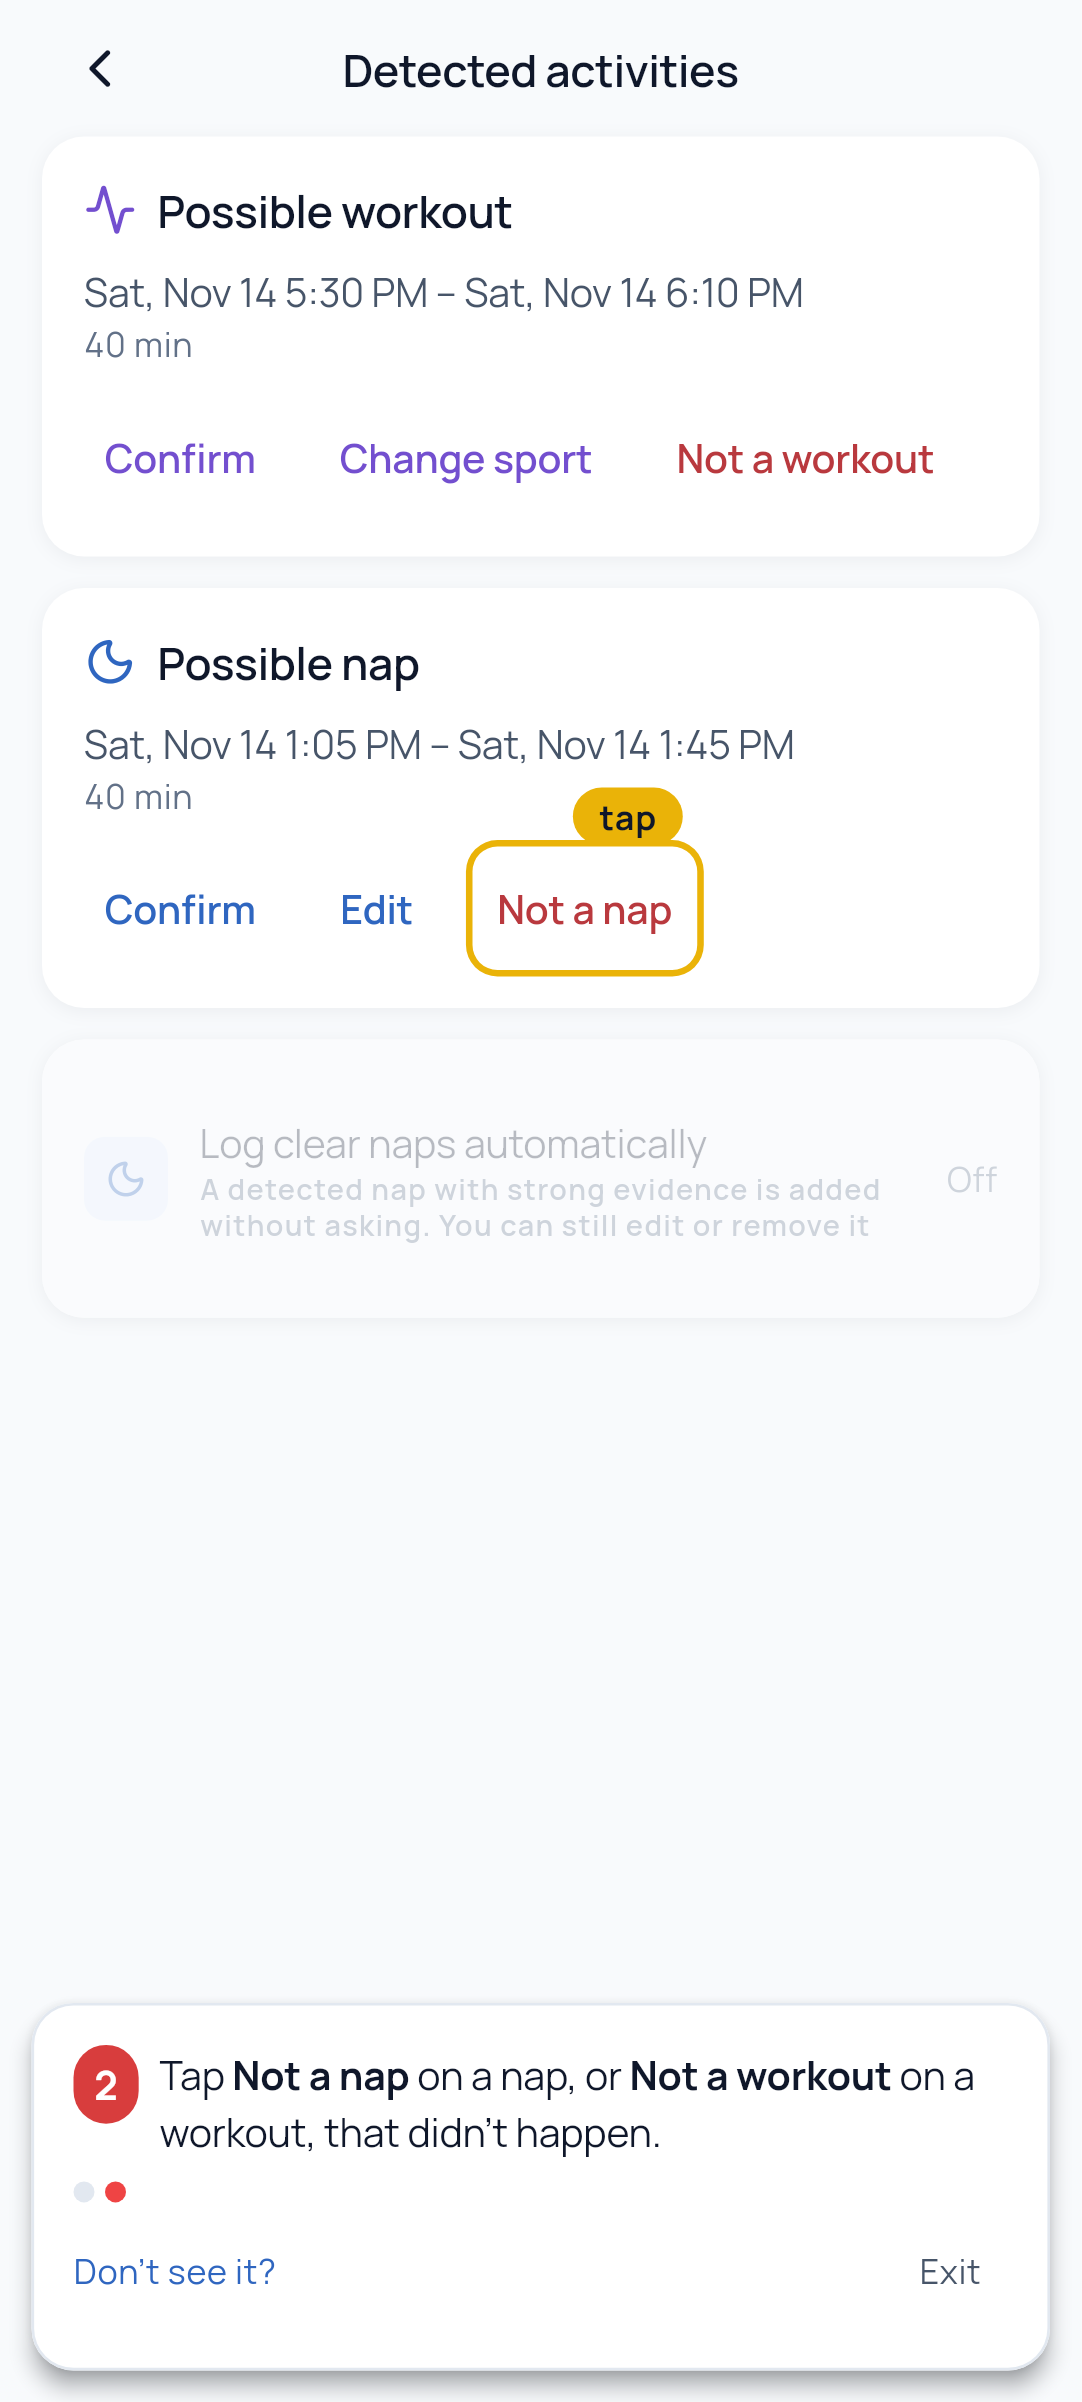 Detected activities
Possible workout
Sat, Nov 14 5:30 PM – Sat, Nov 14 6:10 PM
40 min
Confirm
Change sport
Not a workout
Possible nap
Sat, Nov 14 1:05 PM – Sat, Nov 14 1:45 PM
40 min
tap
Confirm
Edit
Not a nap
Log clear naps automatically
A detected nap with strong evidence is added
without asking. You can still edit or remove it
Off
2
Tap Not a nap on a nap, or Not a workout on a
workout, that didn’t happen.
Don’t see it?
Exit